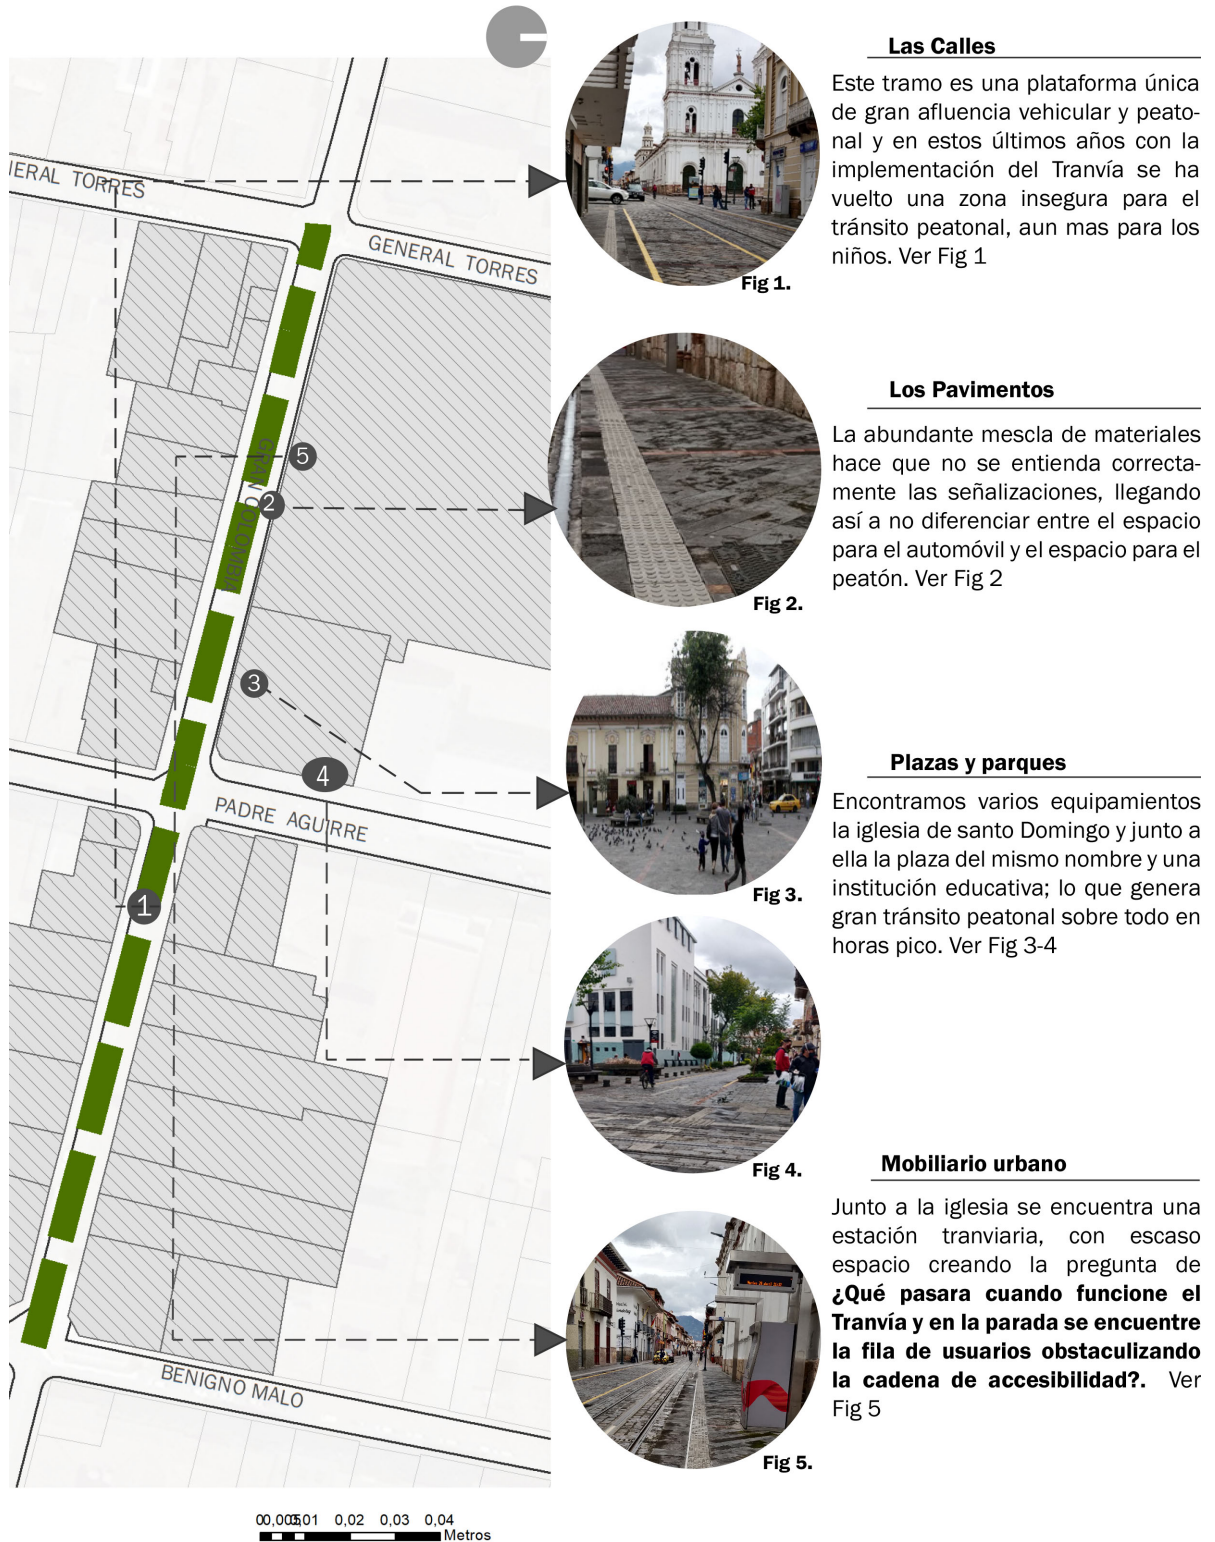 NERAL TORRES
GENERAL TORRES
GRAN COLOMBIA
5
2
3
4
PADRE AGUIRRE
1
BENIGNO MALO
0,01 0,02 0,03 0,04
Metros
Fig 1.
Fig 2.
Fig 3.
Fig 4.
Fig 5.
Las Calles
Este tramo es una plataforma única
de gran afluencia vehicular y peato-
nal y en estos últimos años con la
implementación del Tranvía se ha
vuelto una zona insegura para el
tránsito peatonal, aun mas para los
niños. Ver Fig 1
Los Pavimentos
La abundante mescla de materiales
hace que no se entienda correcta-
mente las señalizaciones, llegando
así a no diferenciar entre el espacio
para el automóvil y el espacio para el
peatón. Ver Fig 2
Plazas y parques
Encontramos varios equipamientos
la iglesia de santo Domingo y junto a
ella la plaza del mismo nombre y una
institución educativa; lo que genera
gran tránsito peatonal sobre todo en
horas pico. Ver Fig 3-4
Mobiliario urbano
Junto a la iglesia se encuentra una
estación tranviaria, con escaso
espacio creando la pregunta de
¿Qué pasara cuando funcione el
Tranvía y en la parada se encuentre
la fila de usuarios obstaculizando
la cadena de accesibilidad?. Ver
Fig 5